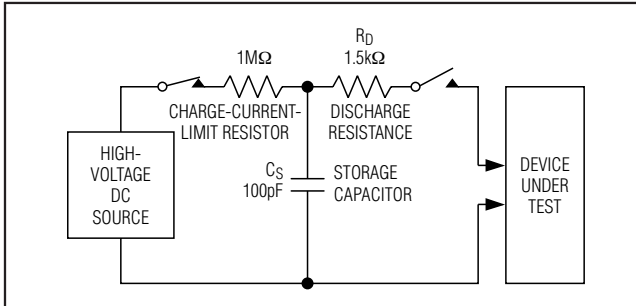 R_D
1MΩ
1.5kΩ
CHARGE-CURRENT-
LIMIT RESISTOR
DISCHARGE
RESISTANCE
HIGH-
VOLTAGE
DC
SOURCE
C_S
100pF
STORAGE
CAPACITOR
DEVICE
UNDER
TEST